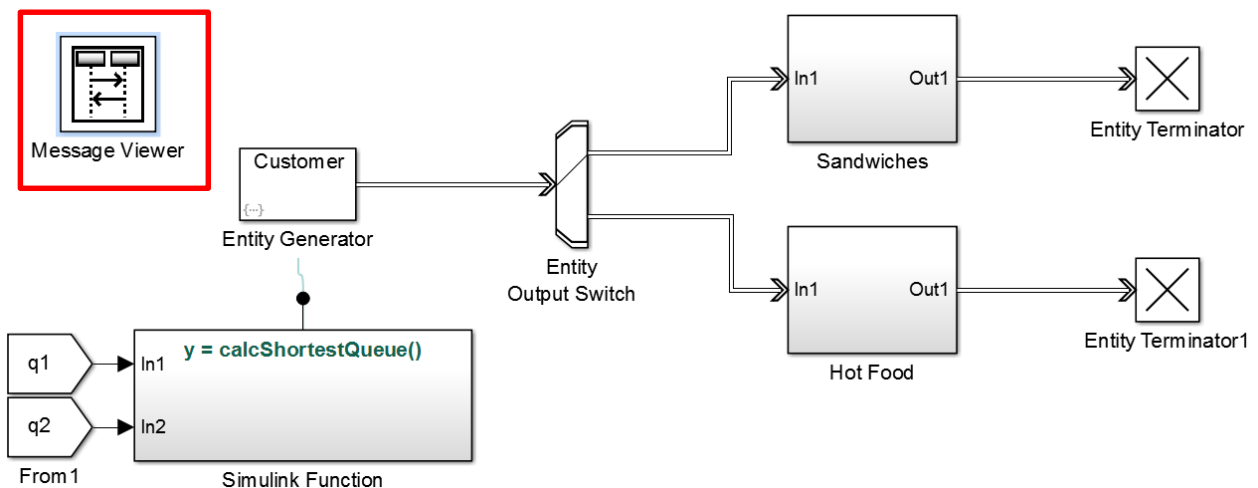 Message Viewer
Customer
{...}
Entity Generator
Entity
Output Switch
In1
Out1
Sandwiches
Entity Terminator
In1
Out1
Hot Food
Entity Terminator1
q1
q2
From1
y = calcShortestQueue()
In1
In2
Simulink Function